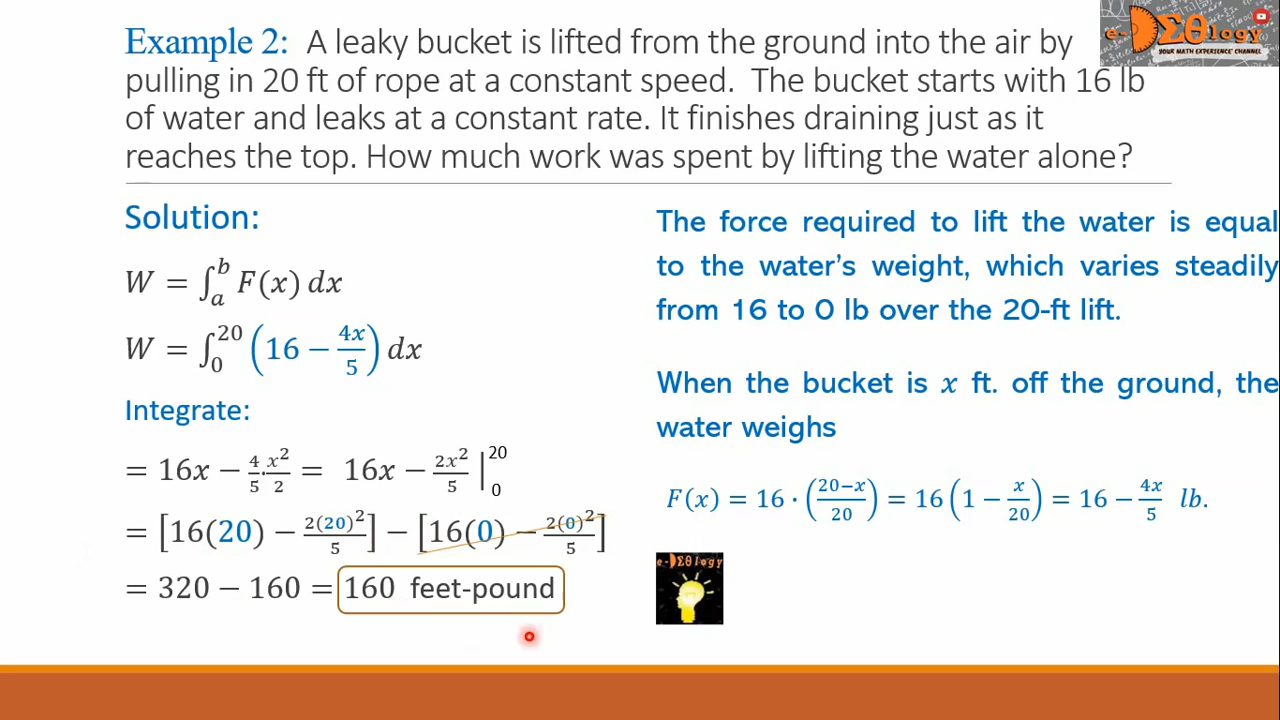 Example 2: A leaky bucket is lifted from the ground into the air by
pulling in 20 ft of rope at a constant speed. The bucket starts with 16 lb
of water and leaks at a constant rate. It finishes draining just as it
reaches the top. How much work was spent by lifting the water alone?
e-DΣθlogy
YOUR MATH EXPERIENCE CHANNEL
Solution:
W = ∫_a^b F(x) dx
W = ∫_0^20 (16 − 4x/5) dx
Integrate:
= 16x − 4/5 · x²/2 = 16x − 2x²/5 |_0^20
= [16(20) − 2(20)²/5] − [16(0) − 2(0)²/5]
= 320 − 160 = 160 feet-pound
The force required to lift the water is equal
to the water's weight, which varies steadily
from 16 to 0 lb over the 20-ft lift.
When the bucket is x ft. off the ground, the
water weighs
F(x) = 16 · (20−x/20) = 16(1 − x/20) = 16 − 4x/5 lb.
e-DΣθlogy